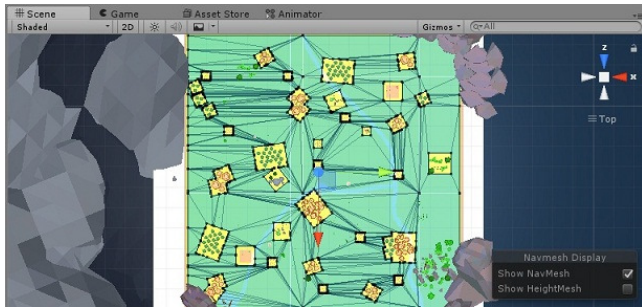 Scene Game Asset Store Animator
Shaded 2D Gizmos All
z
x
Top
Navmesh Display
Show NavMesh
Show HeightMesh